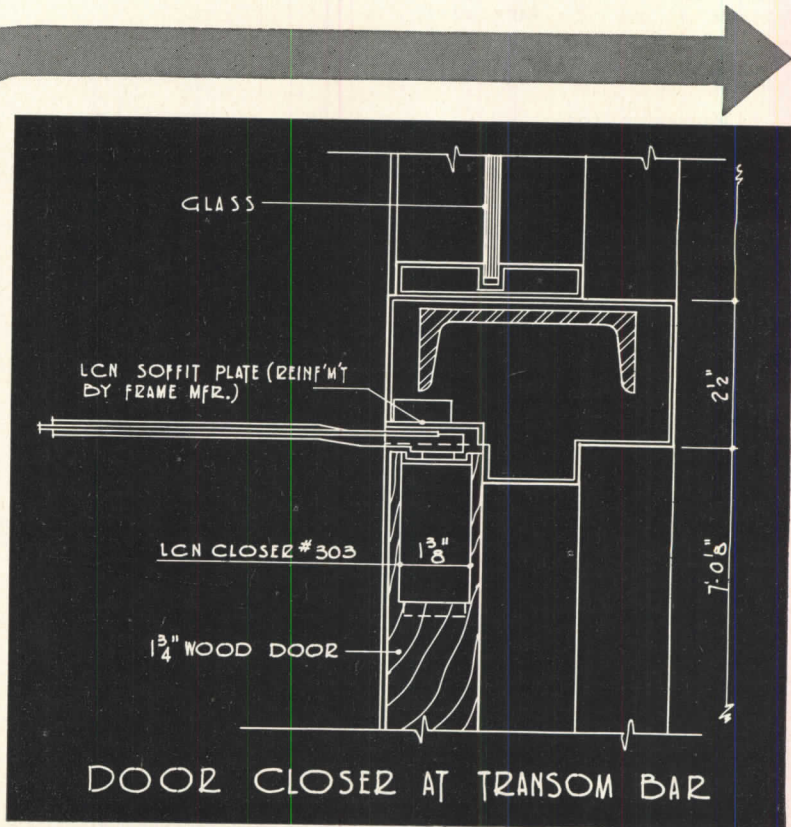 GLASS
LCN SOFFIT PLATE (REINF'M'T
BY FRAME MFR.)
2½"
LCN CLOSER #303
1⅜"
7'-0⅛"
1¾" WOOD DOOR
DOOR CLOSER AT TRANSOM BAR